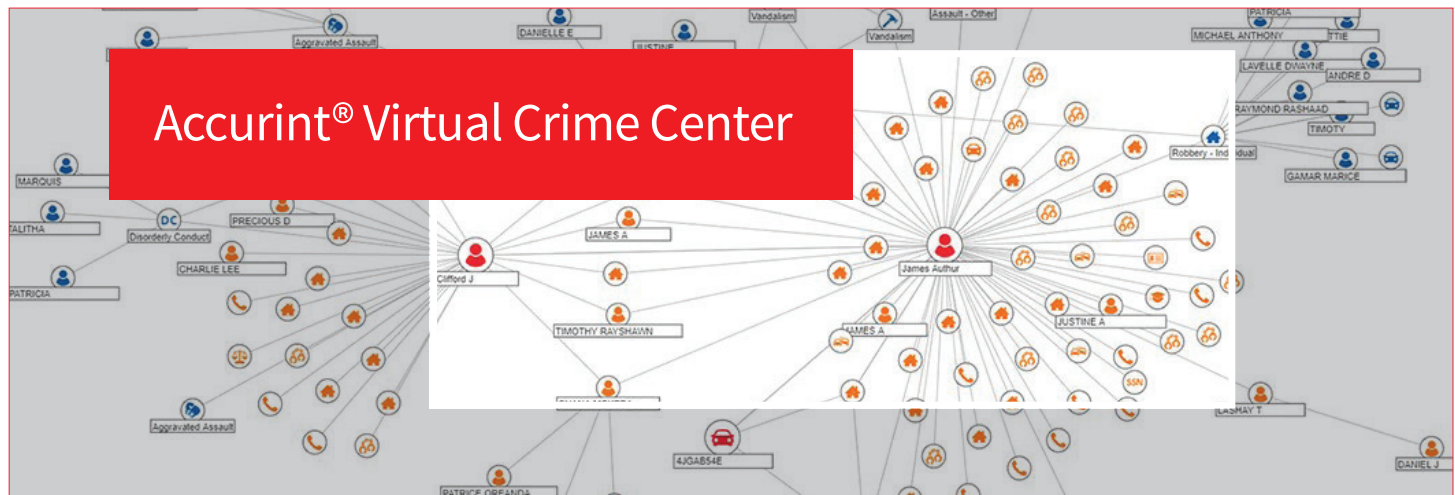 PATRICIA
Vandalism
Assault - Other
DANIELLE E
Vandalism
MICHAEL ANTHONY
TTIE
Aggravated Assault
JUSTINE
LAVELLE DWAYNE
ANDRE D
Accurint® Virtual Crime Center
RAYMOND RASHAAD
TIMOTY
Robbery - Individual
MARQUIS
GAMAR MARICE
DC
PRECIOUS D
TALITHA
Disorderly Conduct
JAMES A
CHARLIE LEE
James Authur
Clifford J
PATRICIA
JUSTINE A
TIMOTHY RAYSHAWN
JAMES A
SSN
LASHAY T
Aggravated Assault
4JGAB54E
DANIEL J
PATRICE OREANDA